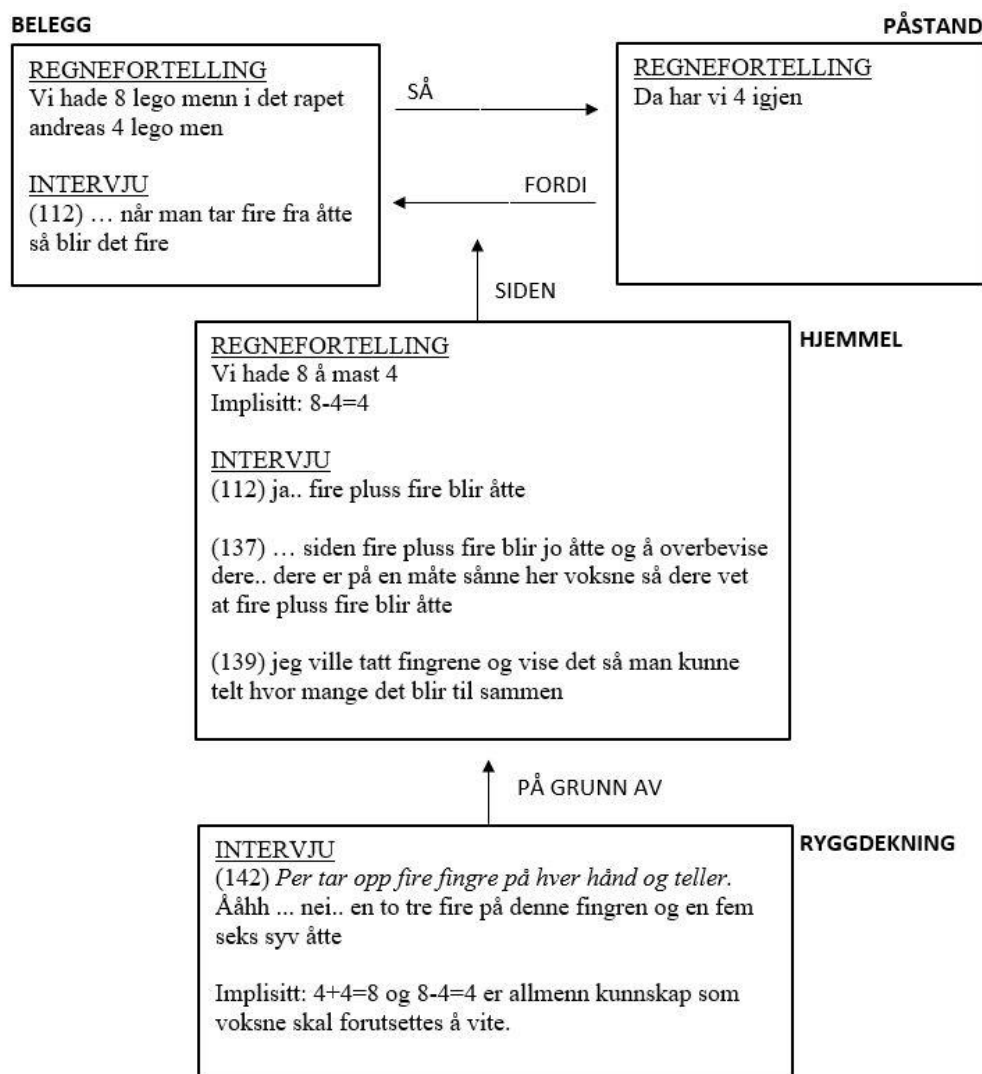 BELEGG
REGNEFORTELLING
Vi hade 8 lego menn i det rapet
andreas 4 lego men
INTERVJU
(112) … når man tar fire fra åtte
så blir det fire
SÅ
FORDI
PÅSTAND
REGNEFORTELLING
Da har vi 4 igjen
SIDEN
HJEMMEL
REGNEFORTELLING
Vi hade 8 å mast 4
Implisitt: 8-4=4
INTERVJU
(112) ja.. fire pluss fire blir åtte
(137) … siden fire pluss fire blir jo åtte og å overbevise
dere.. dere er på en måte sånne her voksne så dere vet
at fire pluss fire blir åtte
(139) jeg ville tatt fingrene og vise det så man kunne
telt hvor mange det blir til sammen
PÅ GRUNN AV
RYGGDEKNING
INTERVJU
(142) Per tar opp fire fingre på hver hånd og teller.
Ååhh ... nei.. en to tre fire på denne fingren og en fem
seks syv åtte
Implisitt: 4+4=8 og 8-4=4 er allmenn kunnskap som
voksne skal forutsettes å vite.